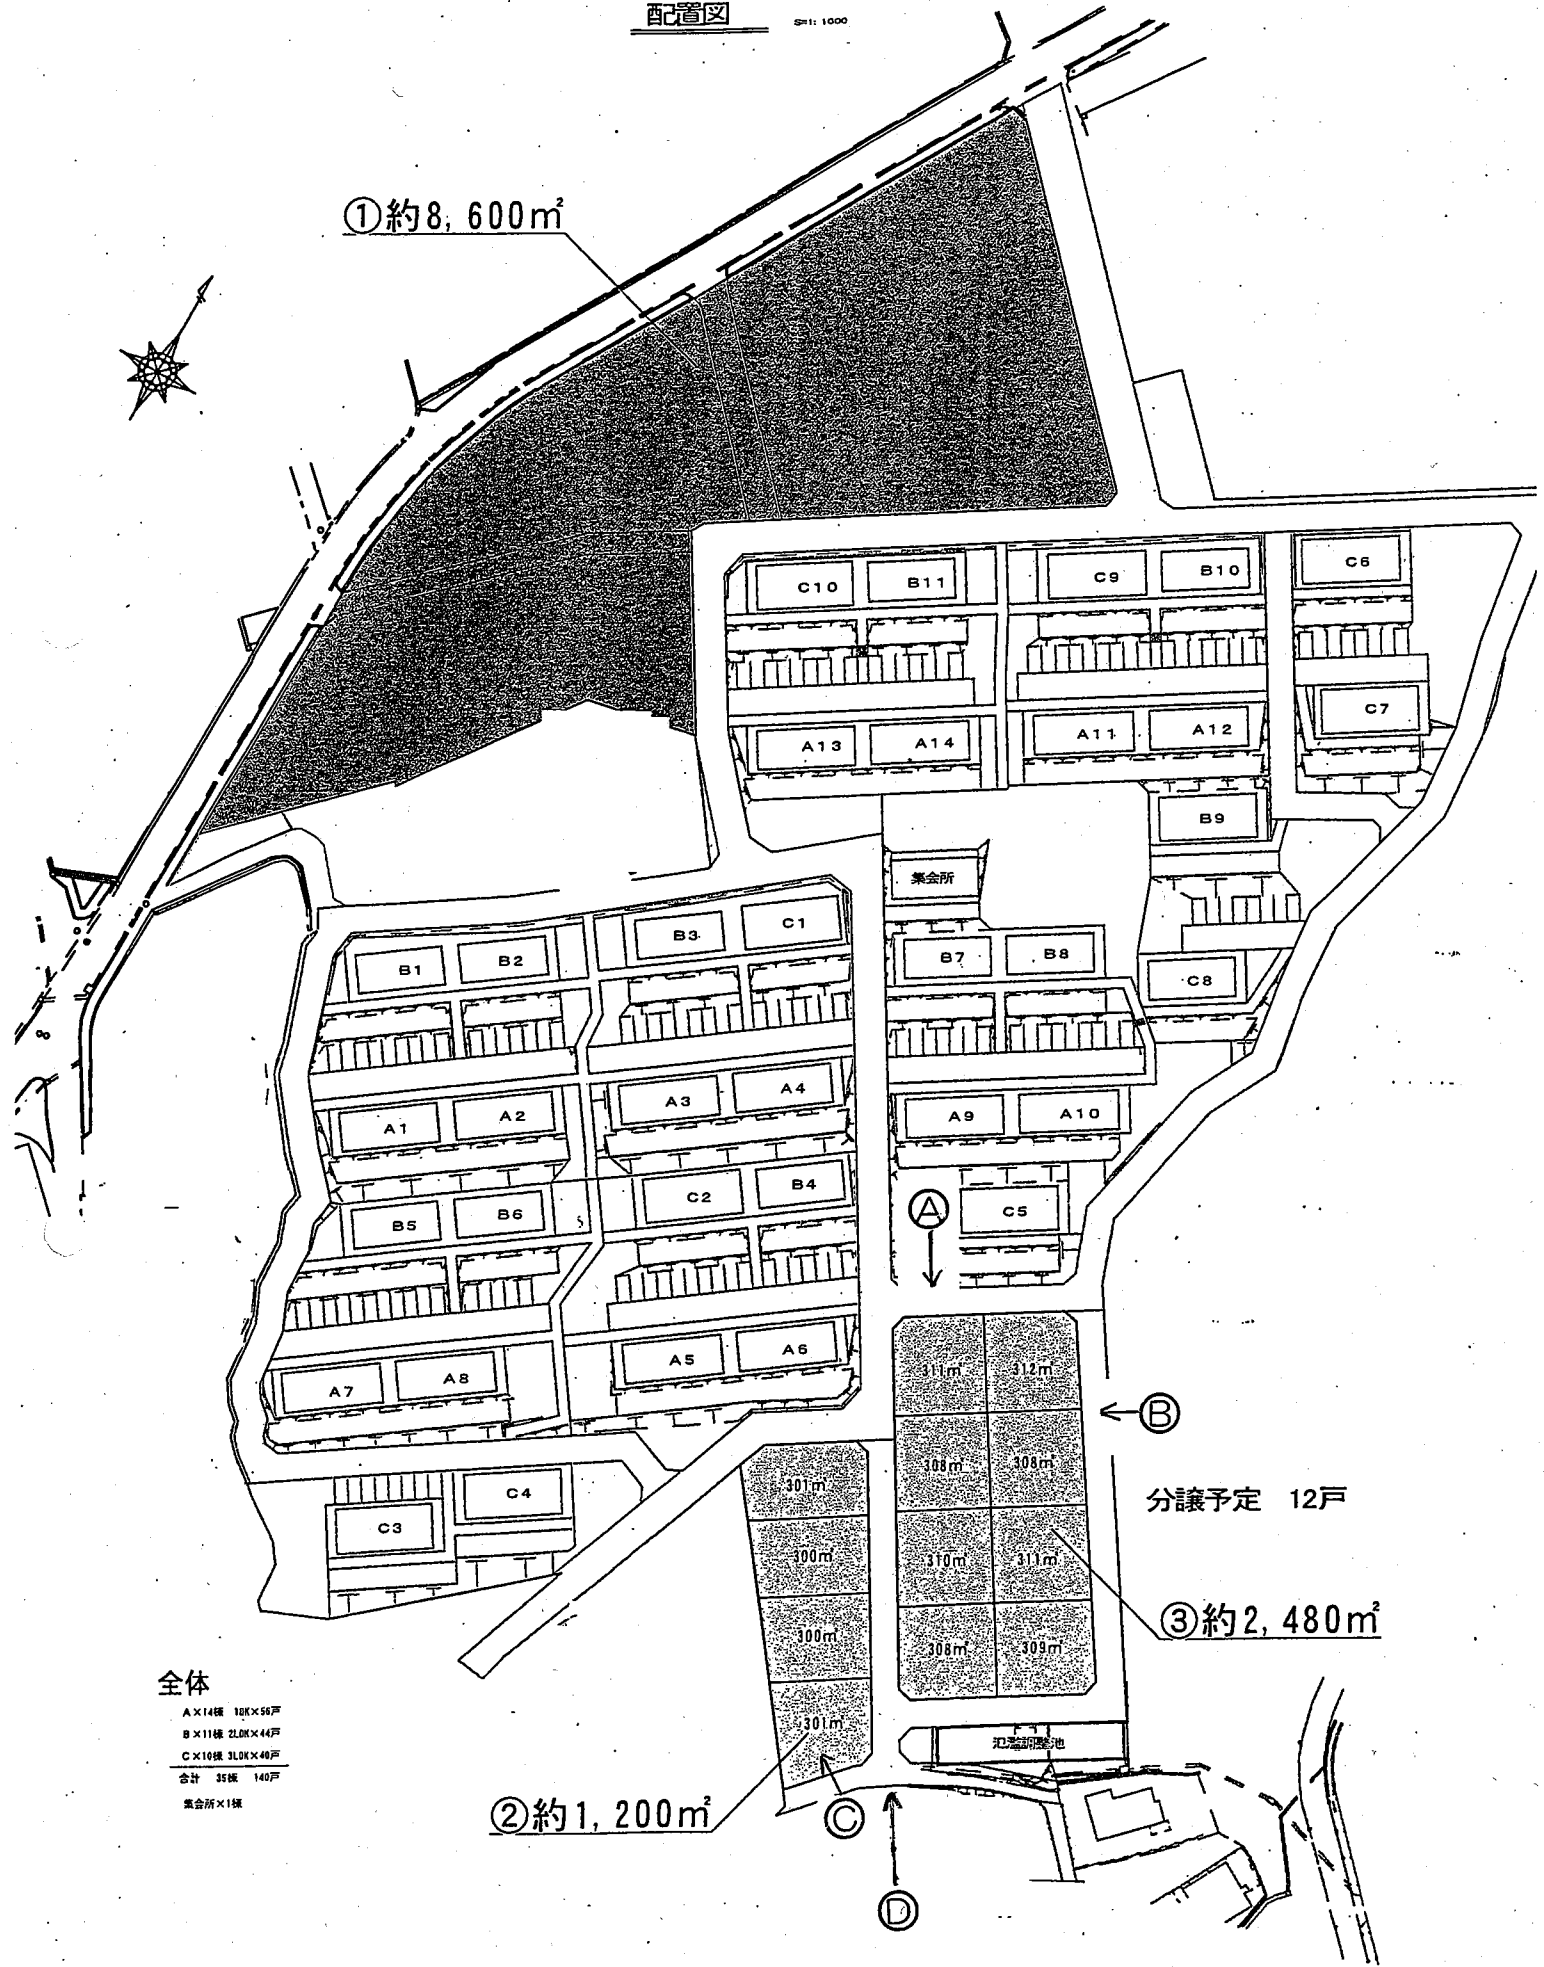 配置図 S=1:1000
①約8,600㎡
C10 B11 C9 B10 C6
C7
A13 A14 A11 A12
B9
集会所
B1 B2 B3 C1 B7 B8
C8
A1 A2 A3 A4 A9 A10
B5 B6 C2 B4 C5
Ⓐ
A7 A8 A5 A6
311㎡ 312㎡
Ⓑ
308㎡ 308㎡
C3 C4
301㎡
分譲予定 12戸
300㎡
310㎡ 311㎡
300㎡
308㎡ 309㎡
③約2,480㎡
301㎡
氾濫調整池
②約1,200㎡
Ⓒ
Ⓓ
全体
A×14棟 1DK×56戸
B×11棟 2LDK×44戸
C×10棟 3LDK×40戸
合計 35棟 140戸
集会所×1棟